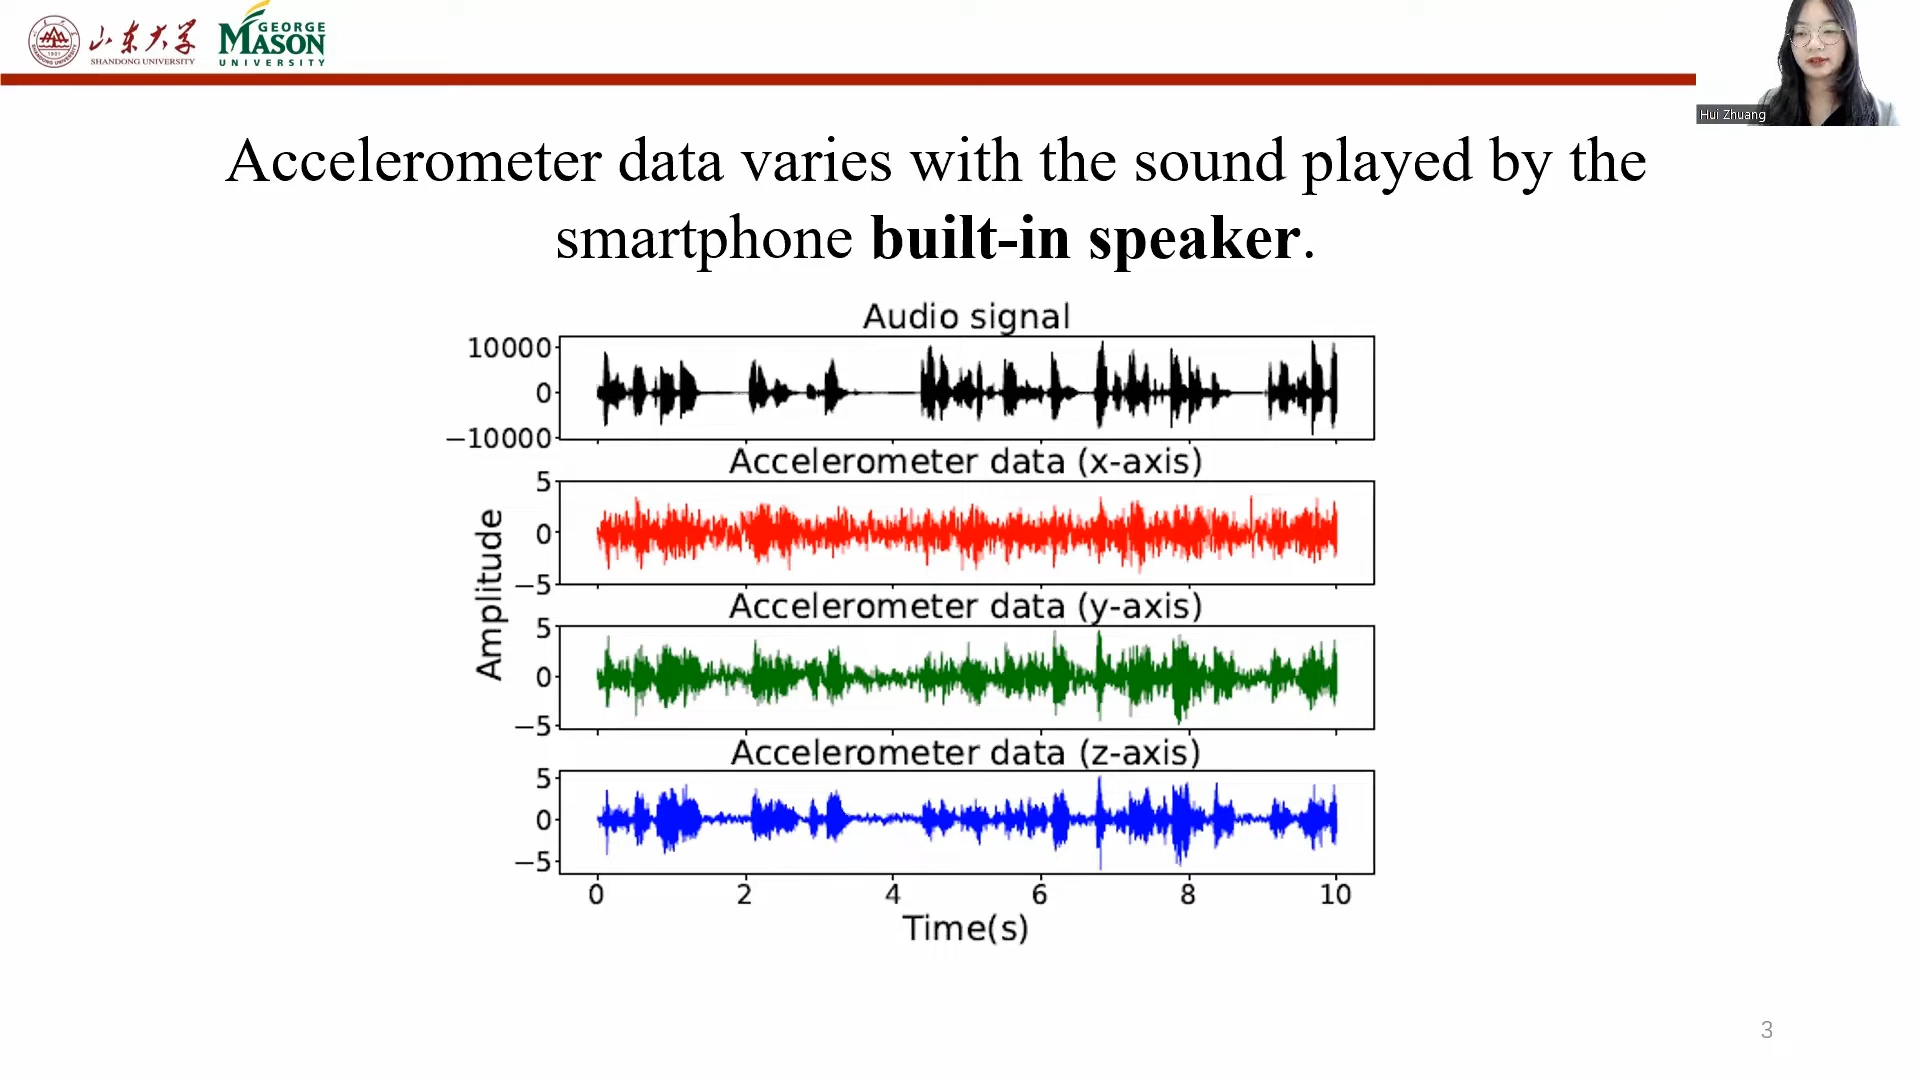 山东大学
SHANDONG UNIVERSITY
GEORGE
MASON
UNIVERSITY
Hui Zhuang
Accelerometer data varies with the sound played by the
smartphone built-in speaker.
Audio signal
10000
0
−10000
Accelerometer data (x-axis)
5
0
−5
Accelerometer data (y-axis)
5
0
−5
Accelerometer data (z-axis)
5
0
−5
Amplitude
0 2 4 6 8 10
Time(s)
3